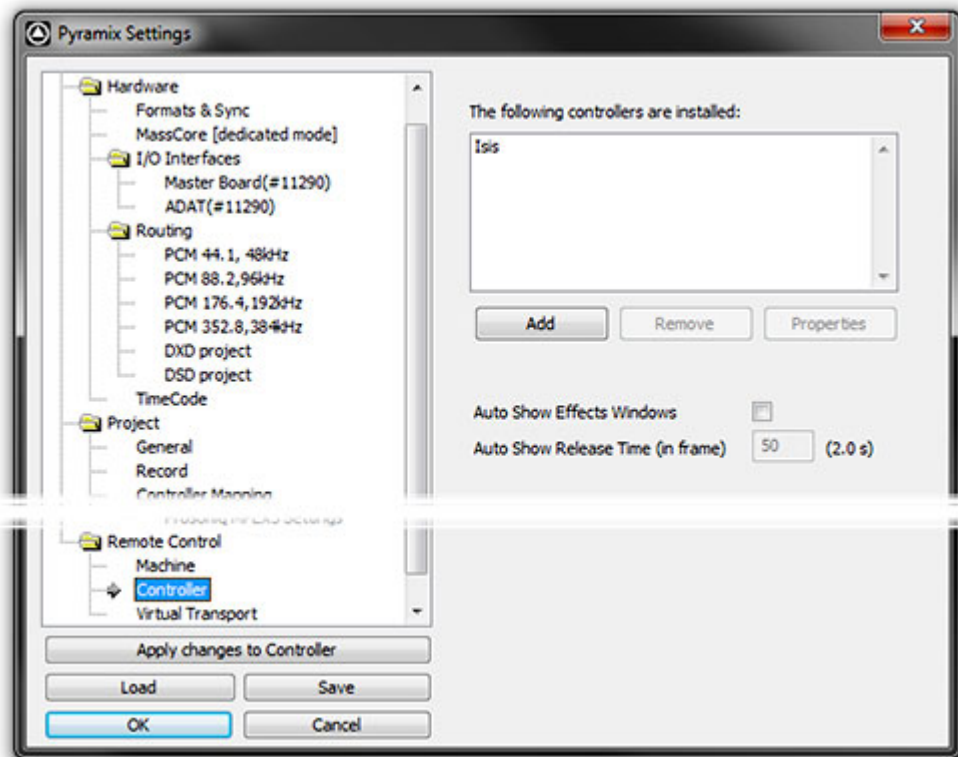 Pyramix Settings
Hardware
Formats & Sync
MassCore [dedicated mode]
I/O Interfaces
Master Board(#11290)
ADAT(#11290)
Routing
PCM 44.1, 48kHz
PCM 88.2,96kHz
PCM 176.4,192kHz
PCM 352.8,384kHz
DXD project
DSD project
TimeCode
Project
General
Record
Controller Mapping
Remote Control
Machine
Controller
Virtual Transport
Apply changes to Controller
Load Save
OK Cancel
The following controllers are installed:
Isis
Add Remove Properties
Auto Show Effects Windows
Auto Show Release Time (in frame) 50 (2.0 s)